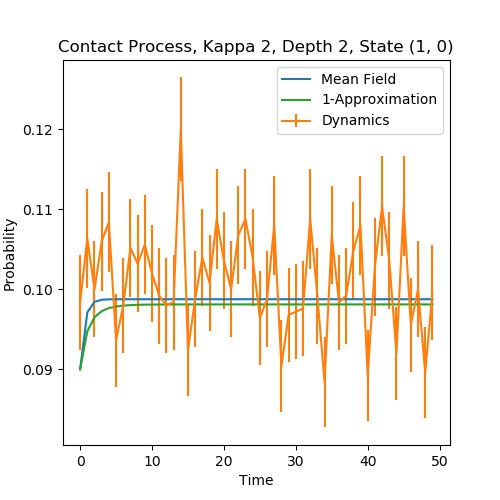 Contact Process, Kappa 2, Depth 2, State (1, 0)
Mean Field
1-Approximation
Dynamics
0.12
0.11
0.10
0.09
Probability
0
10
20
30
40
50
Time